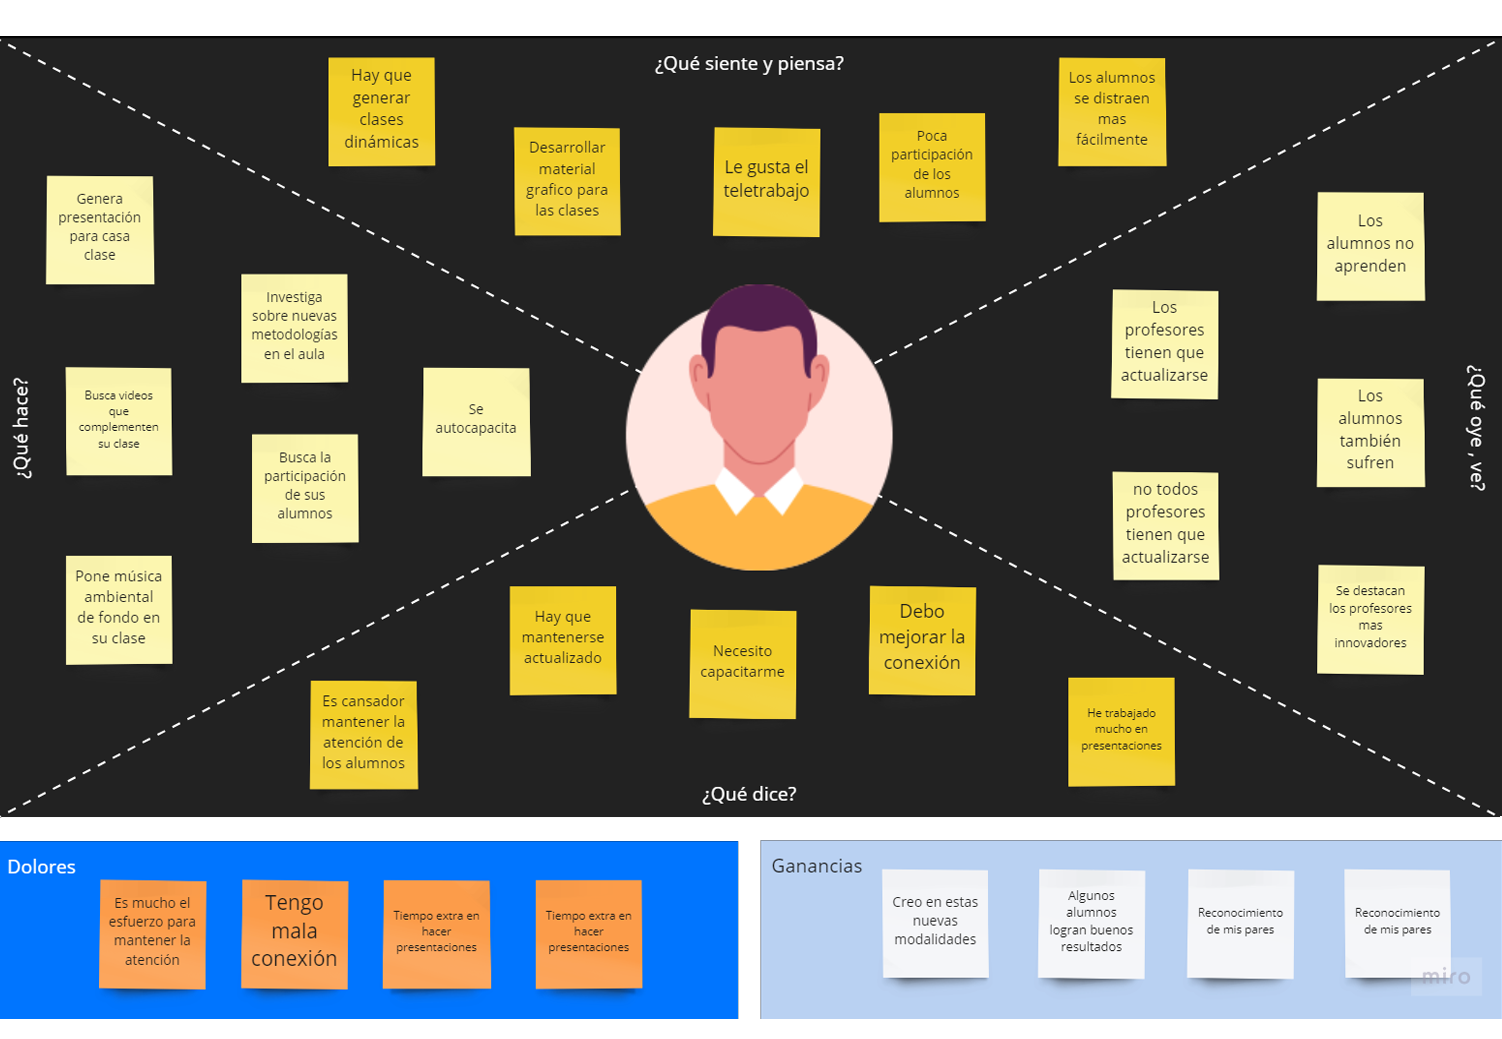 ¿Qué siente y piensa?
Hay que
generar
clases
dinámicas
Desarrollar
material
grafico para
las clases
Le gusta el
teletrabajo
Poca
participación
de los
alumnos
Los alumnos
se distraen
mas
fácilmente
¿Qué hace?
Genera
presentación
para casa
clase
Investiga
sobre nuevas
metodologías
en el aula
Busca videos
que
complementen
su clase
Se
autocapacita
Busca la
participación
de sus
alumnos
Pone música
ambiental
de fondo en
su clase
¿Qué oye , ve?
Los
alumnos no
aprenden
Los
profesores
tienen que
actualizarse
Los
alumnos
también
sufren
no todos
profesores
tienen que
actualizarse
Se destacan
los profesores
mas
innovadores
Hay que
mantenerse
actualizado
Necesito
capacitarme
Debo
mejorar la
conexión
Es cansador
mantener la
atención de
los alumnos
He trabajado
mucho en
presentaciones
¿Qué dice?
Dolores
Es mucho el
esfuerzo para
mantener la
atención
Tengo
mala
conexión
Tiempo extra en
hacer
presentaciones
Tiempo extra en
hacer
presentaciones
Ganancias
Creo en estas
nuevas
modalidades
Algunos
alumnos
logran buenos
resultados
Reconocimiento
de mis pares
Reconocimiento
de mis pares
miro